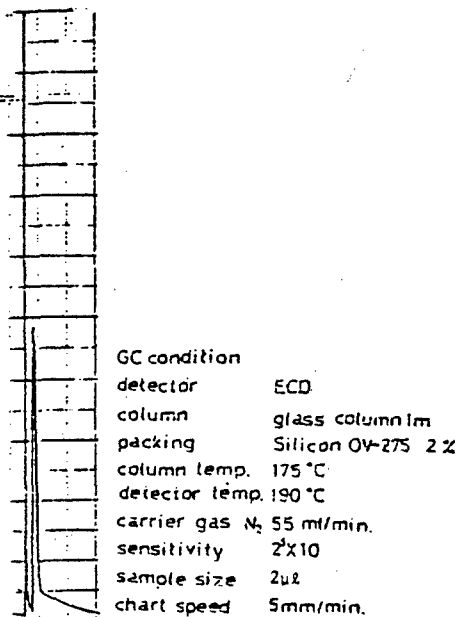 GC condition
detector ECD
column glass column 1m
packing Silicon OV-275 2%
column temp. 175°C
detector temp. 190°C
carrier gas N₂ 55 ml/min.
sensitivity X10
sample size 2µl
chart speed 5mm/min.